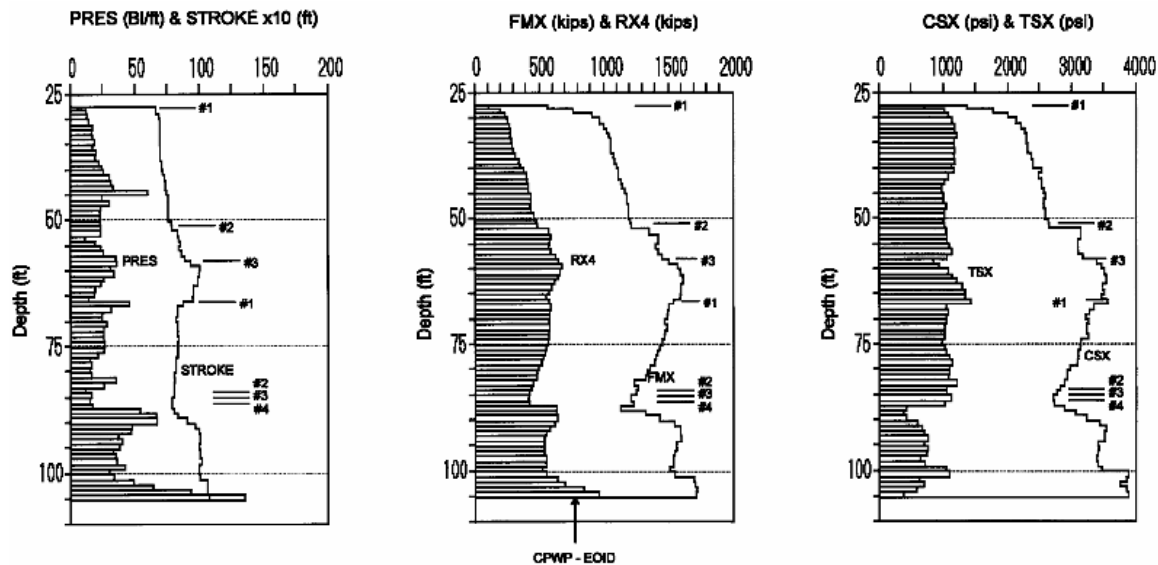 PRES (Bl/ft) & STROKE x10 (ft)
0 50 100 150 200
25
#1
50
#2
PRES
#3
#1
75
STROKE
#2
#3
#4
100
Depth (ft)
FMX (kips) & RX4 (kips)
0 500 1000 1500 2000
25
#1
50
#2
RX4
#3
#1
75
FMX
#2
#3
#4
100
Depth (ft)
CPWP - EOID
CSX (psi) & TSX (psi)
0 1000 2000 3000 4000
25
#1
50
#2
#3
TSX
#1
75
CSX
#2
#3
#4
100
Depth (ft)